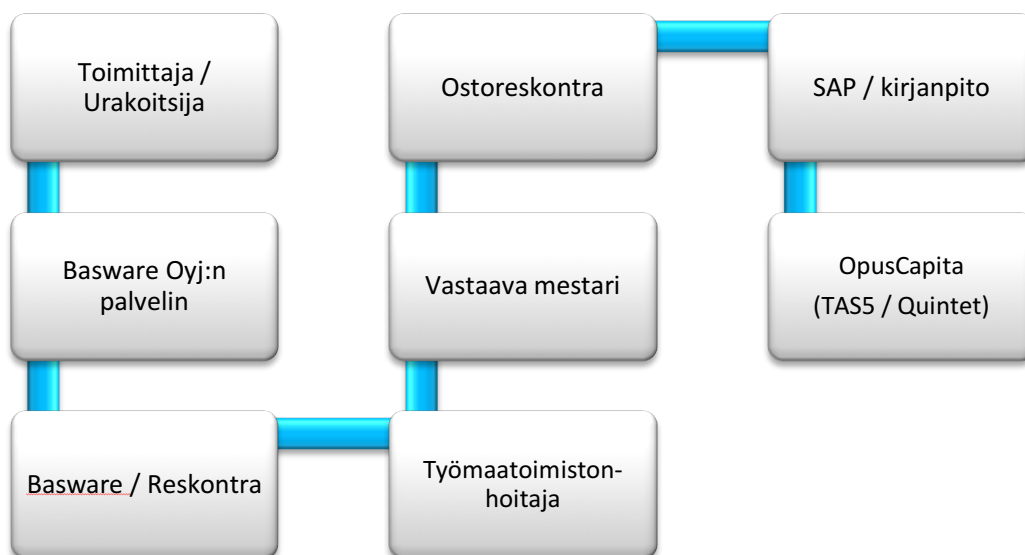 Toimittaja /
Urakoitsija
Basware Oyj:n
palvelin
Basware / Reskontra
Työmaatoimiston-
hoitaja
Vastaava mestari
Ostoreskontra
SAP / kirjanpito
OpusCapita
(TAS5 / Quintet)